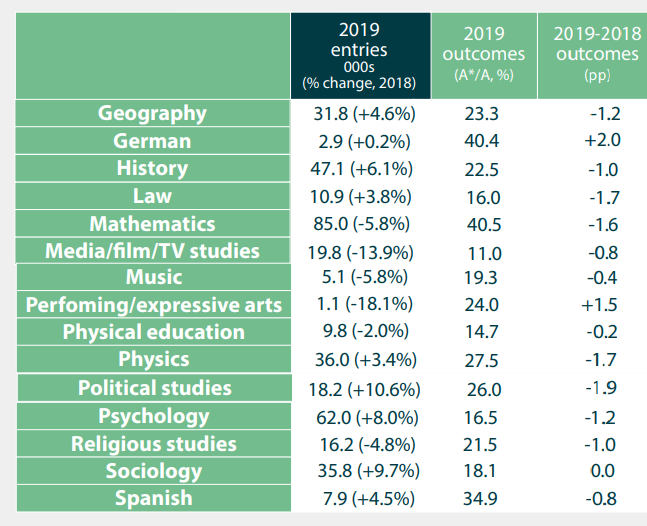 2019 entries 000s (% change, 2018) 2019 outcomes (A*/A, %) 2019-2018 outcomes (pp)
Geography 31.8 (+4.6%) 23.3 -1.2
German 2.9 (+0.2%) 40.4 +2.0
History 47.1 (+6.1%) 22.5 -1.0
Law 10.9 (+3.8%) 16.0 -1.7
Mathematics 85.0 (-5.8%) 40.5 -1.6
Media/film/TV studies 19.8 (-13.9%) 11.0 -0.8
Music 5.1 (-5.8%) 19.3 -0.4
Perfoming/expressive arts 1.1 (-18.1%) 24.0 +1.5
Physical education 9.8 (-2.0%) 14.7 -0.2
Physics 36.0 (+3.4%) 27.5 -1.7
Political studies 18.2 (+10.6%) 26.0 -1.9
Psychology 62.0 (+8.0%) 16.5 -1.2
Religious studies 16.2 (-4.8%) 21.5 -1.0
Sociology 35.8 (+9.7%) 18.1 0.0
Spanish 7.9 (+4.5%) 34.9 -0.8